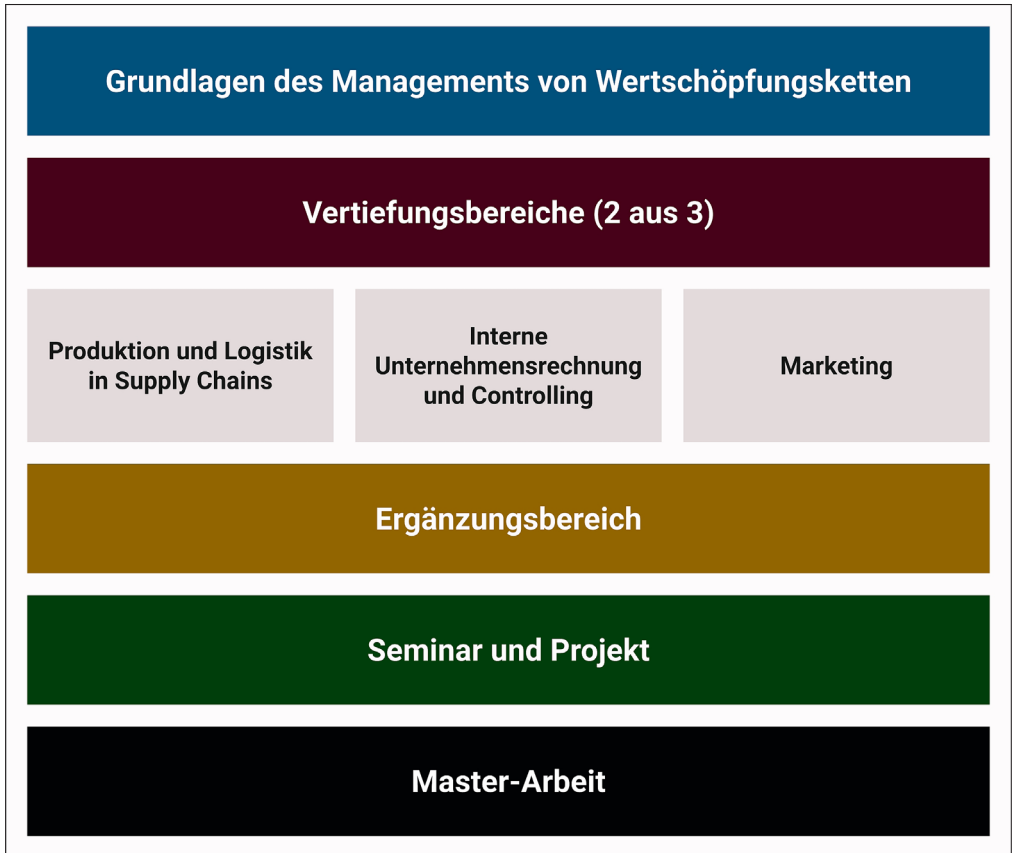 Grundlagen des Managements von Wertschöpfungsketten
Vertiefungsbereiche (2 aus 3)
Produktion und Logistik
in Supply Chains
Interne
Unternehmensrechnung
und Controlling
Marketing
Ergänzungsbereich
Seminar und Projekt
Master-Arbeit